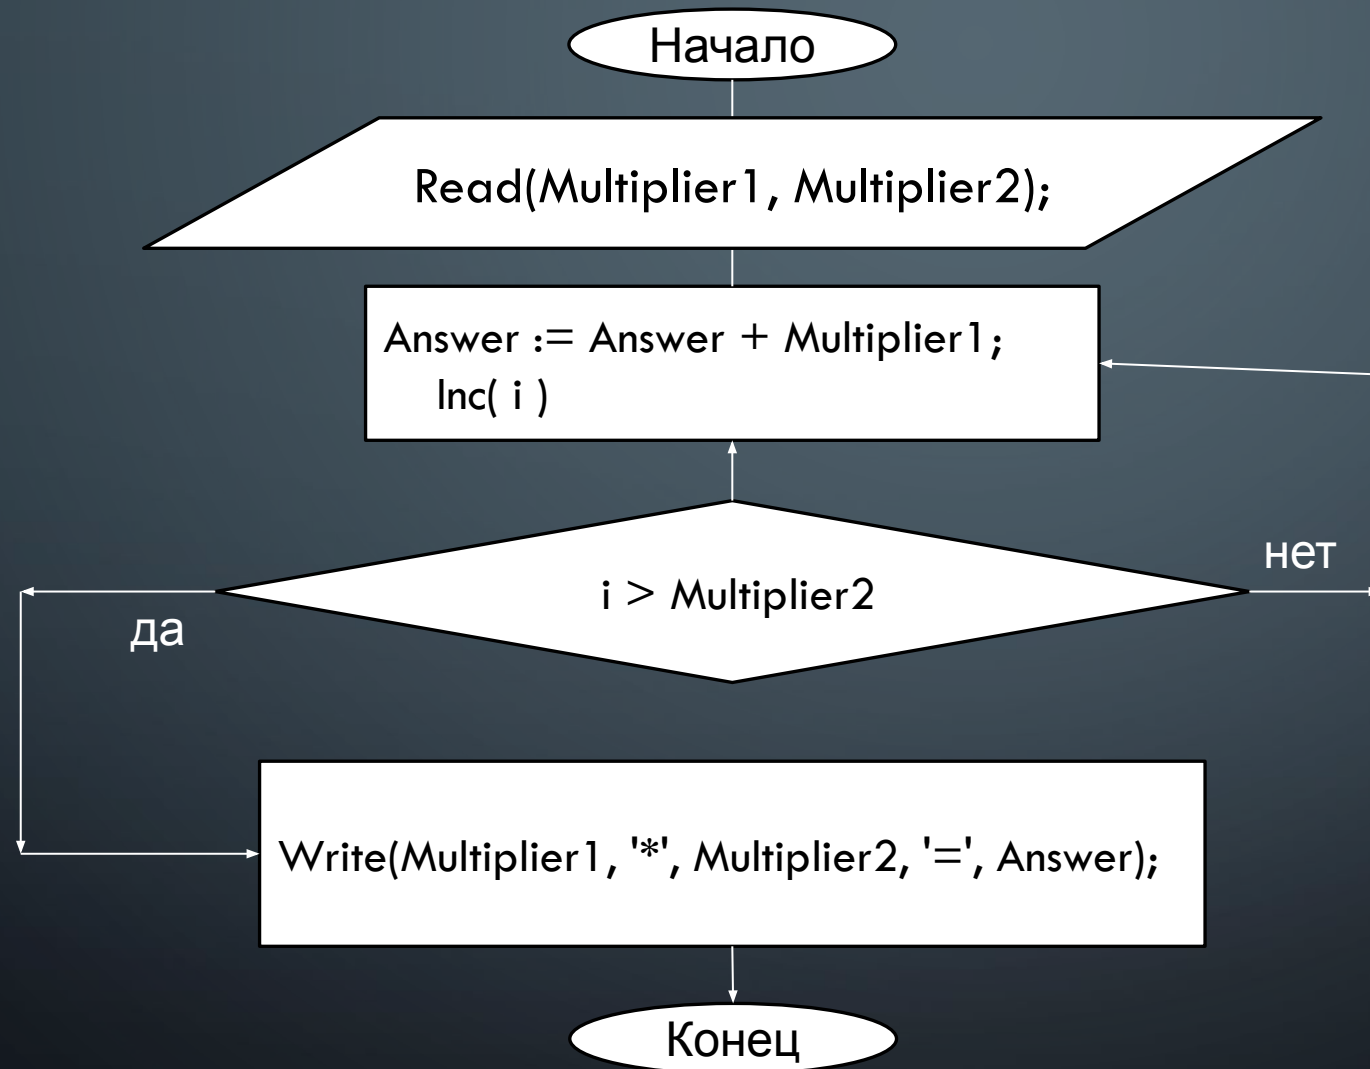 Начало
Read(Multiplier1, Multiplier2);
Answer := Answer + Multiplier1;
Inc( i )
i > Multiplier2
нет
да
Write(Multiplier1, '*', Multiplier2, '=', Answer);
Конец